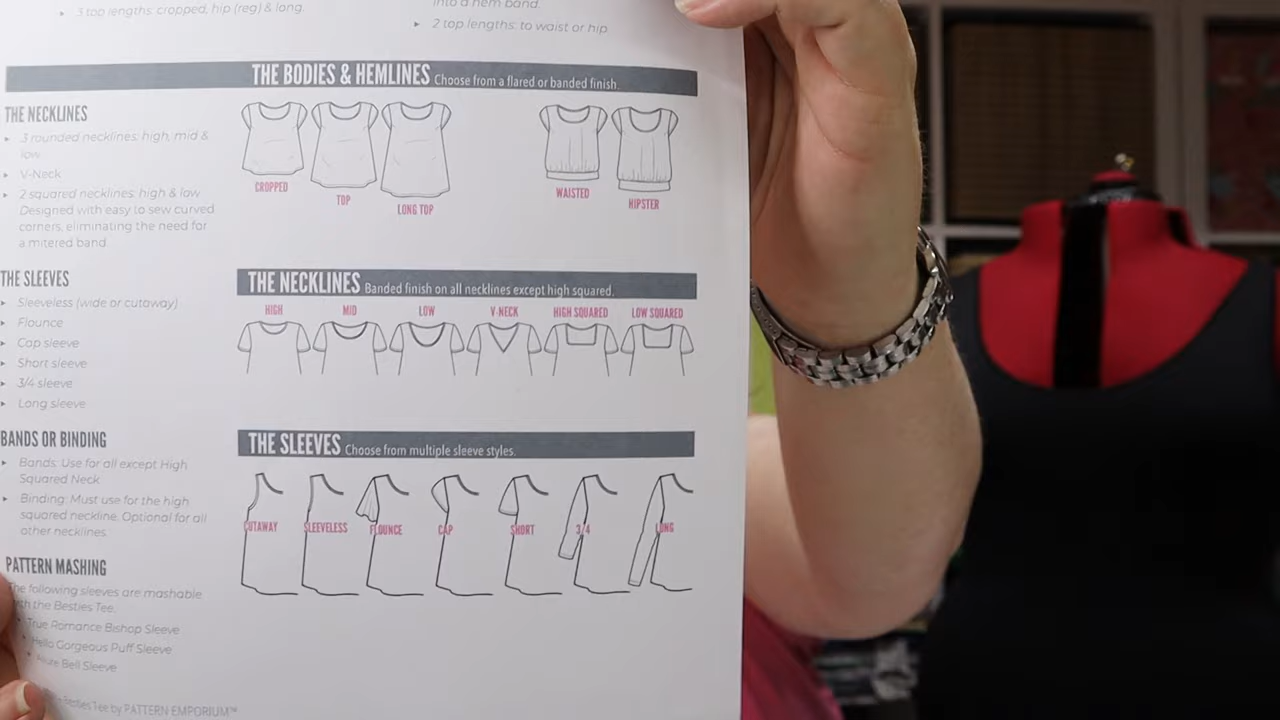 3 top lengths: cropped, hip (reg) & long.
into a hem band.
2 top lengths: to waist or hip
THE BODIES & HEMLINES Choose from a flared or banded finish.
CROPPED
TOP
LONG TOP
WAISTED
HIPSTER
THE NECKLINES
3 rounded necklines: high, mid &
low.
V-Neck
2 squared necklines: high & low
Designed with easy to sew curved
corners, eliminating the need for
a mitered band.
THE SLEEVES
Sleeveless (wide or cutaway)
Flounce
Cap sleeve
Short sleeve
3/4 sleeve
Long sleeve
BANDS OR BINDING
Bands: Use for all except High
Squared Neck
Binding: Must use for the high
squared neckline. Optional for all
other necklines.
PATTERN MASHING
The following sleeves are mashable
the Besties Tee.
True Romance Bishop Sleeve
Hello Gorgeous Puff Sleeve
Bell Sleeve
THE NECKLINES Banded finish on all necklines except high squared.
HIGH
MID
LOW
V-NECK
HIGH SQUARED
LOW SQUARED
THE SLEEVES Choose from multiple sleeve styles.
CUTAWAY
SLEEVELESS
FLOUNCE
CAP
SHORT
3/4
LONG
Besties Tee by PATTERN EMPORIUM™